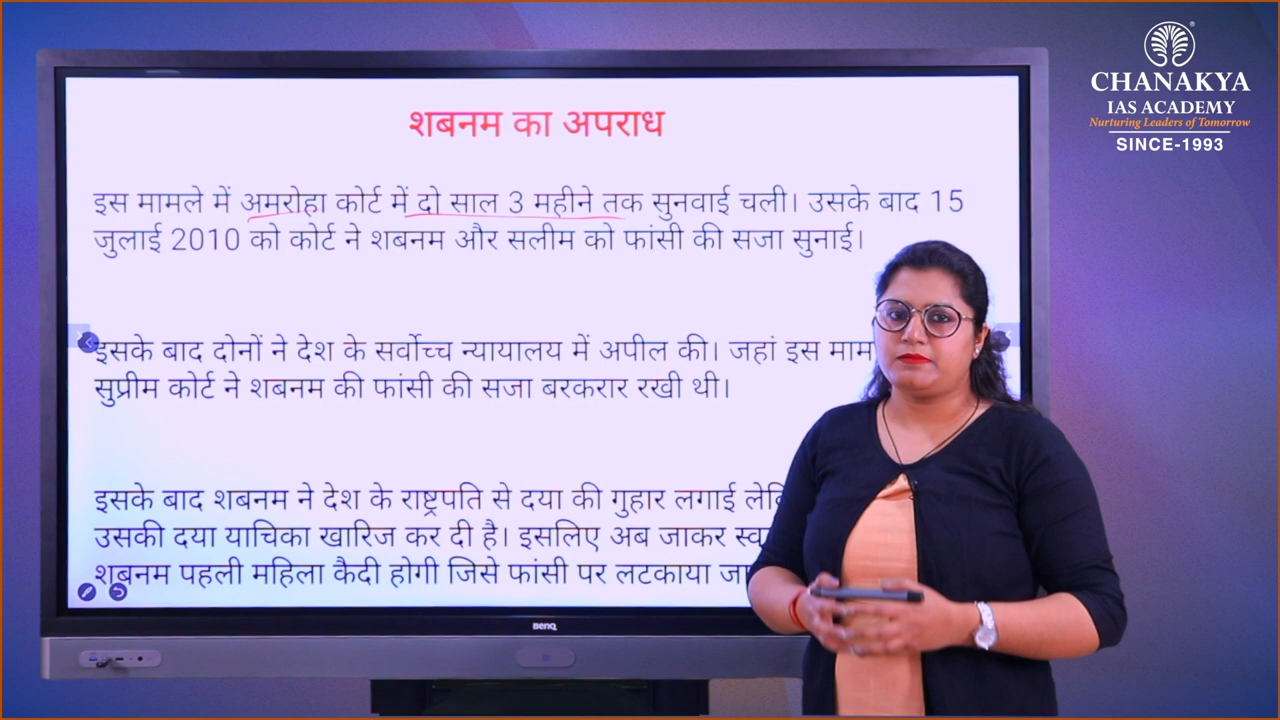 CHANAKYA
IAS ACADEMY
Nurturing Leaders of Tomorrow
SINCE-1993
शबनम का अपराध
इस मामले में अमरोहा कोर्ट में दो साल 3 महीने तक सुनवाई चली। उसके बाद 15
जुलाई 2010 को कोर्ट ने शबनम और सलीम को फांसी की सजा सुनाई।
इसके बाद दोनों ने देश के सर्वोच्च न्यायालय में अपील की। जहां इस
सुप्रीम कोर्ट ने शबनम की फांसी की सजा बरकरार रखी थी।
इसके बाद शबनम ने देश के राष्ट्रपति से दया की गुहार लगाई
उसकी दया याचिका खारिज कर दी है। इसलिए अब जाकर
शबनम पहली महिला कैदी होगी जिसे फांसी पर लटकाया
BenQ